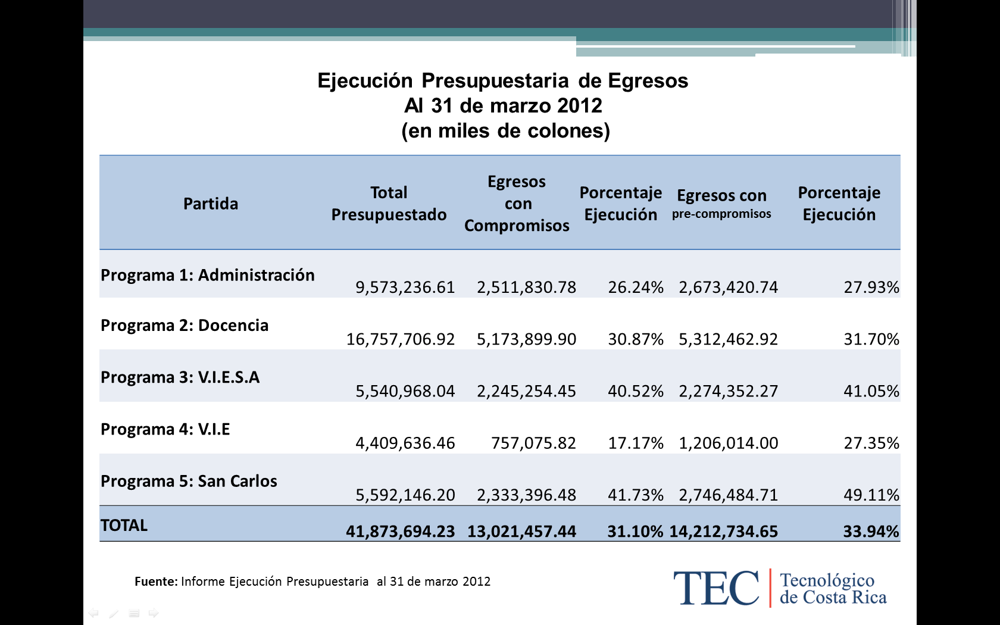 Ejecución Presupuestaria de Egresos
Al 31 de marzo 2012
(en miles de colones)
Partida Total Presupuestado Egresos con Compromisos Porcentaje Ejecución Egresos con pre-compromisos Porcentaje Ejecución
Programa 1: Administración 9,573,236.61 2,511,830.78 26.24% 2,673,420.74 27.93%
Programa 2: Docencia 16,757,706.92 5,173,899.90 30.87% 5,312,462.92 31.70%
Programa 3: V.I.E.S.A 5,540,968.04 2,245,254.45 40.52% 2,274,352.27 41.05%
Programa 4: V.I.E 4,409,636.46 757,075.82 17.17% 1,206,014.00 27.35%
Programa 5: San Carlos 5,592,146.20 2,333,396.48 41.73% 2,746,484.71 49.11%
TOTAL 41,873,694.23 13,021,457.44 31.10% 14,212,734.65 33.94%
Fuente: Informe Ejecución Presupuestaria al 31 de marzo 2012
TEC Tecnológico
de Costa Rica